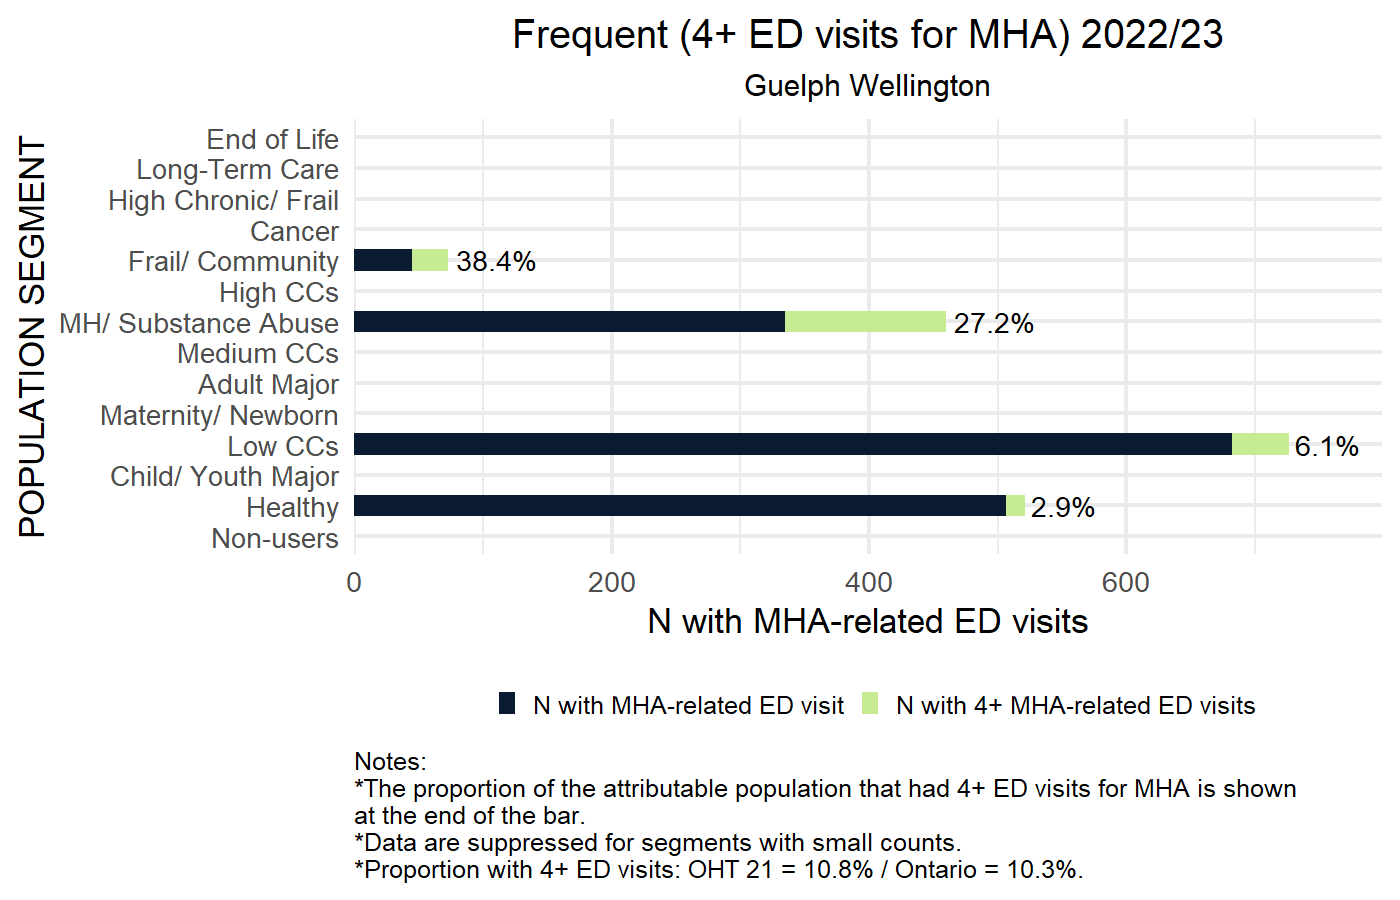 Frequent (4+ ED visits for MHA) 2022/23
Guelph Wellington
POPULATION SEGMENT
End of Life
Long-Term Care
High Chronic/ Frail
Cancer
Frail/ Community
38.4%
High CCs
MH/ Substance Abuse
27.2%
Medium CCs
Adult Major
Maternity/ Newborn
Low CCs
6.1%
Child/ Youth Major
Healthy
2.9%
Non-users
0 200 400 600
N with MHA-related ED visits
N with MHA-related ED visit N with 4+ MHA-related ED visits
Notes:
*The proportion of the attributable population that had 4+ ED visits for MHA is shown
at the end of the bar.
*Data are suppressed for segments with small counts.
*Proportion with 4+ ED visits: OHT 21 = 10.8% / Ontario = 10.3%.